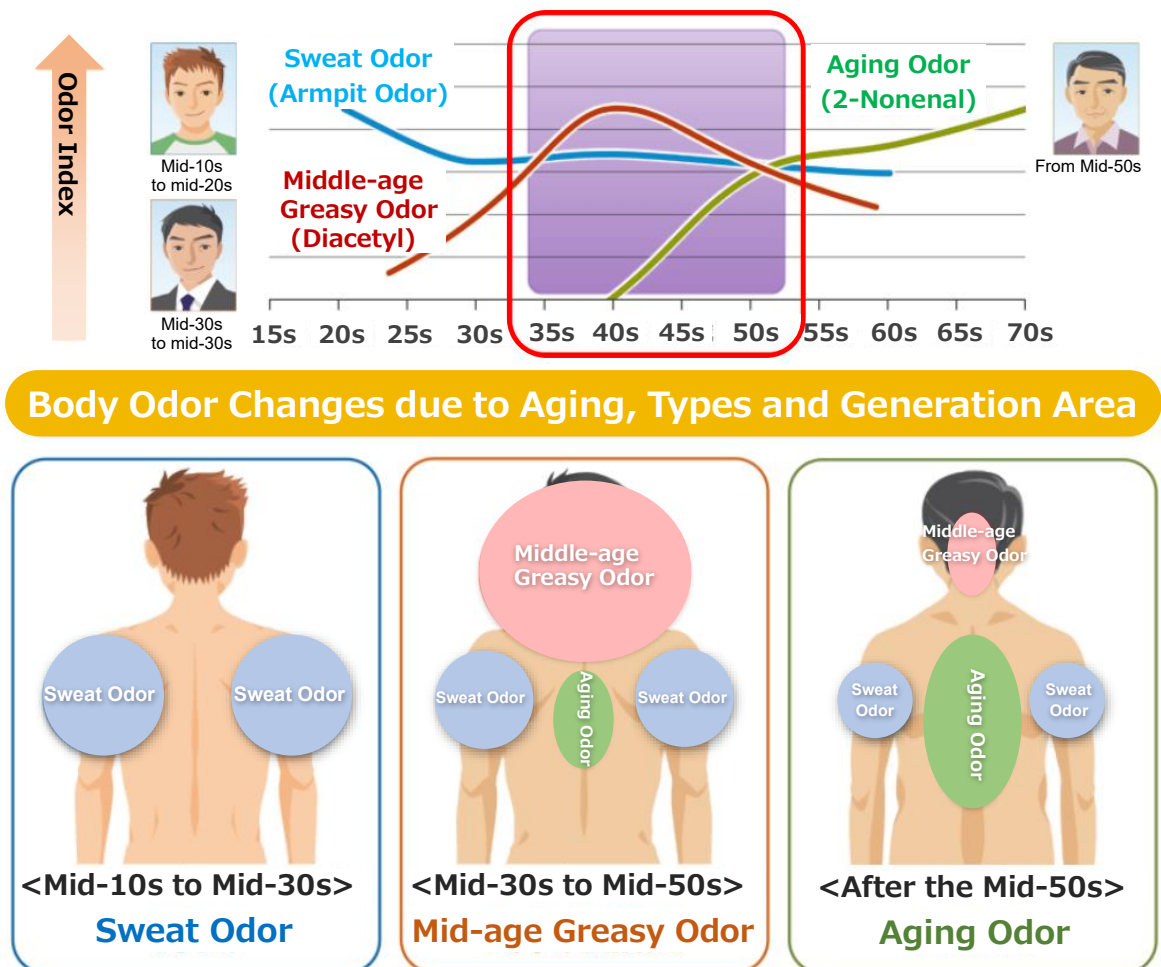 Odor Index
Mid-10s
to mid-20s
Mid-30s
to mid-30s
Sweat Odor
(Armpit Odor)
Middle-age
Greasy Odor
(Diacetyl)
Aging Odor
(2-Nonenal)
From Mid-50s
15s 20s 25s 30s 35s 40s 45s 50s 55s 60s 65s 70s
Body Odor Changes due to Aging, Types and Generation Area
Sweat Odor
Sweat Odor
<Mid-10s to Mid-30s>
Sweat Odor
Middle-age
Greasy Odor
Sweat Odor
Aging Odor
Sweat Odor
<Mid-30s to Mid-50s>
Mid-age Greasy Odor
Middle-age
Greasy Odor
Sweat
Odor
Aging Odor
Sweat
Odor
<After the Mid-50s>
Aging Odor